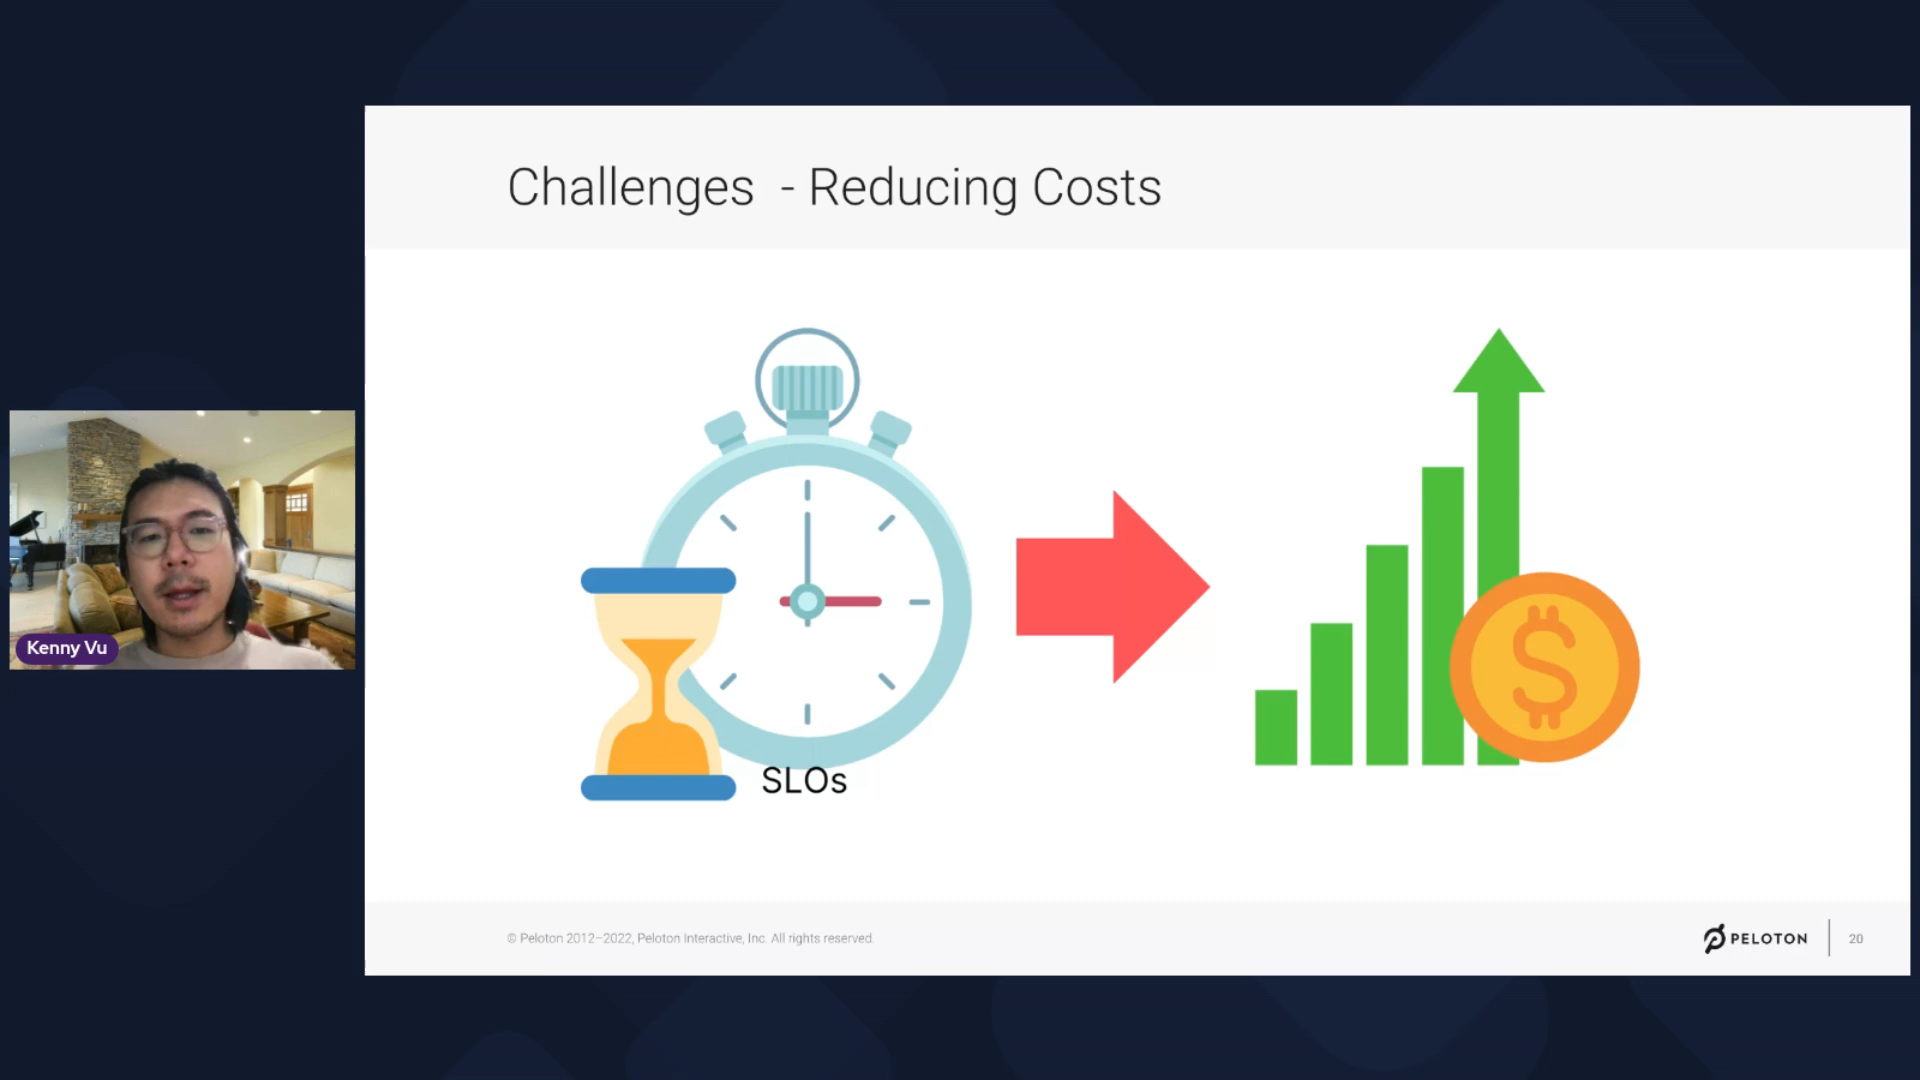 Challenges - Reducing Costs
Kenny Vu
SLOs
© Peloton 2012–2022, Peloton Interactive, Inc. All rights reserved.
PELOTON
20